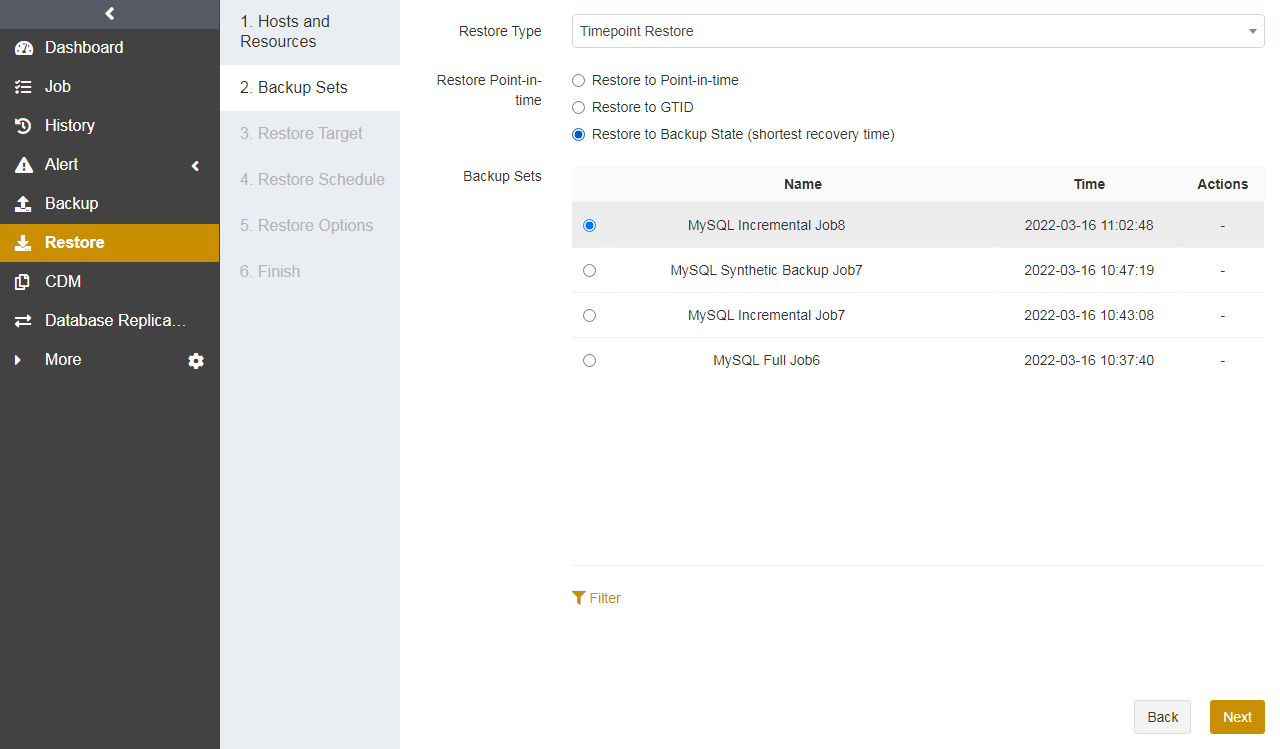 Dashboard
Job
History
Alert
Backup
Restore
CDM
Database Replica…
More
1. Hosts and
Resources
2. Backup Sets
3. Restore Target
4. Restore Schedule
5. Restore Options
6. Finish
Restore Type
Timepoint Restore
Restore Point-in-
time
Restore to Point-in-time
Restore to GTID
Restore to Backup State (shortest recovery time)
Backup Sets
Name Time Actions
MySQL Incremental Job8 2022-03-16 11:02:48 -
MySQL Synthetic Backup Job7 2022-03-16 10:47:19 -
MySQL Incremental Job7 2022-03-16 10:43:08 -
MySQL Full Job6 2022-03-16 10:37:40 -
Filter
Back Next